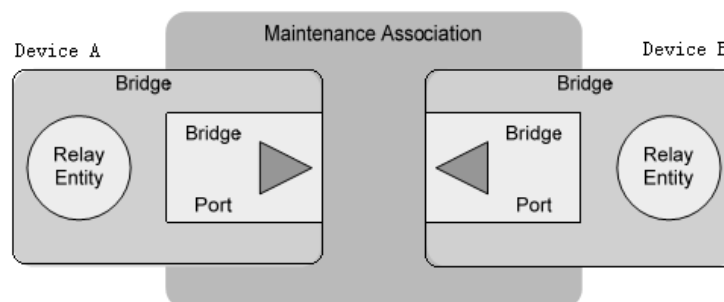 Maintenance Association
Device A
Device
Bridge
Bridge
Relay
Entity
Bridge
Port
Bridge
Port
Relay
Entity